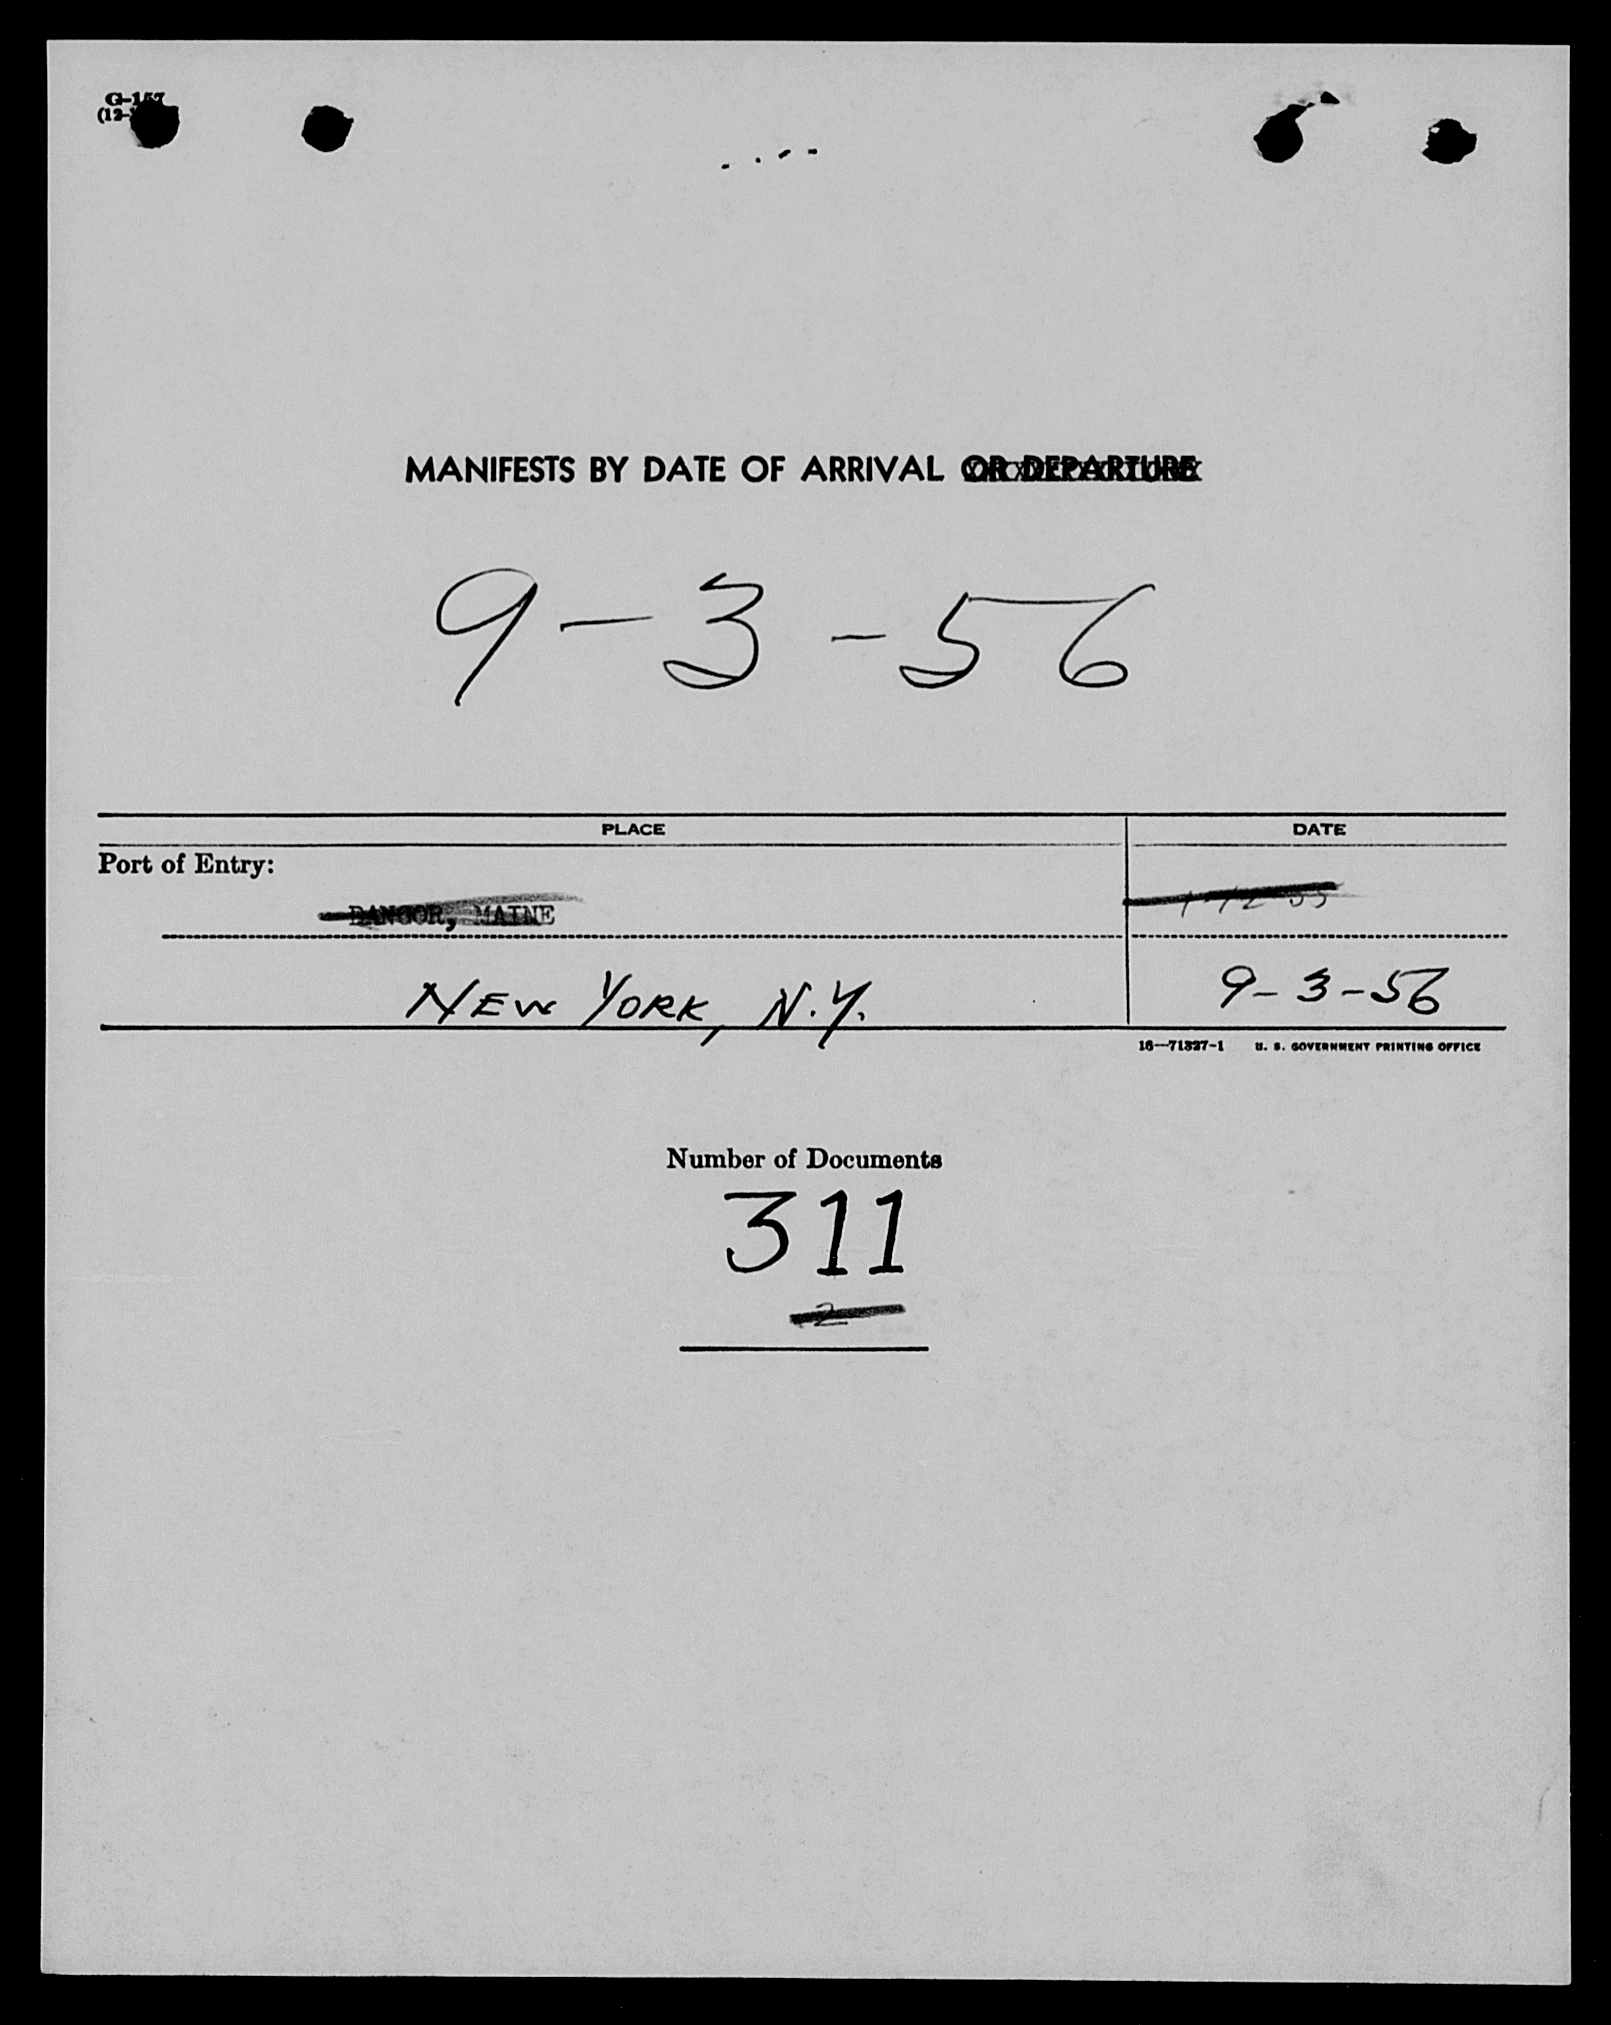 G-157
MANIFESTS BY DATE OF ARRIVAL OR DEPARTURE
9-3-56
PLACE DATE
Port of Entry:
BANGOR, MAINE
NEW YORK, N.Y. 9-3-56
16—71327-1 U. S. GOVERNMENT PRINTING OFFICE
Number of Documents
311
2